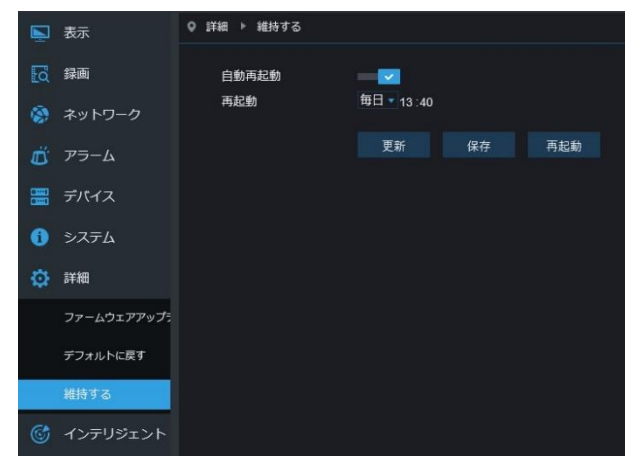 表示
録画
ネットワーク
アラーム
デバイス
システム
詳細
ファームウェアアップ
デフォルトに戻す
維持する
インテリジェント
詳細 ▶ 維持する
自動再起動
再起動 毎日 13:40
更新 保存 再起動